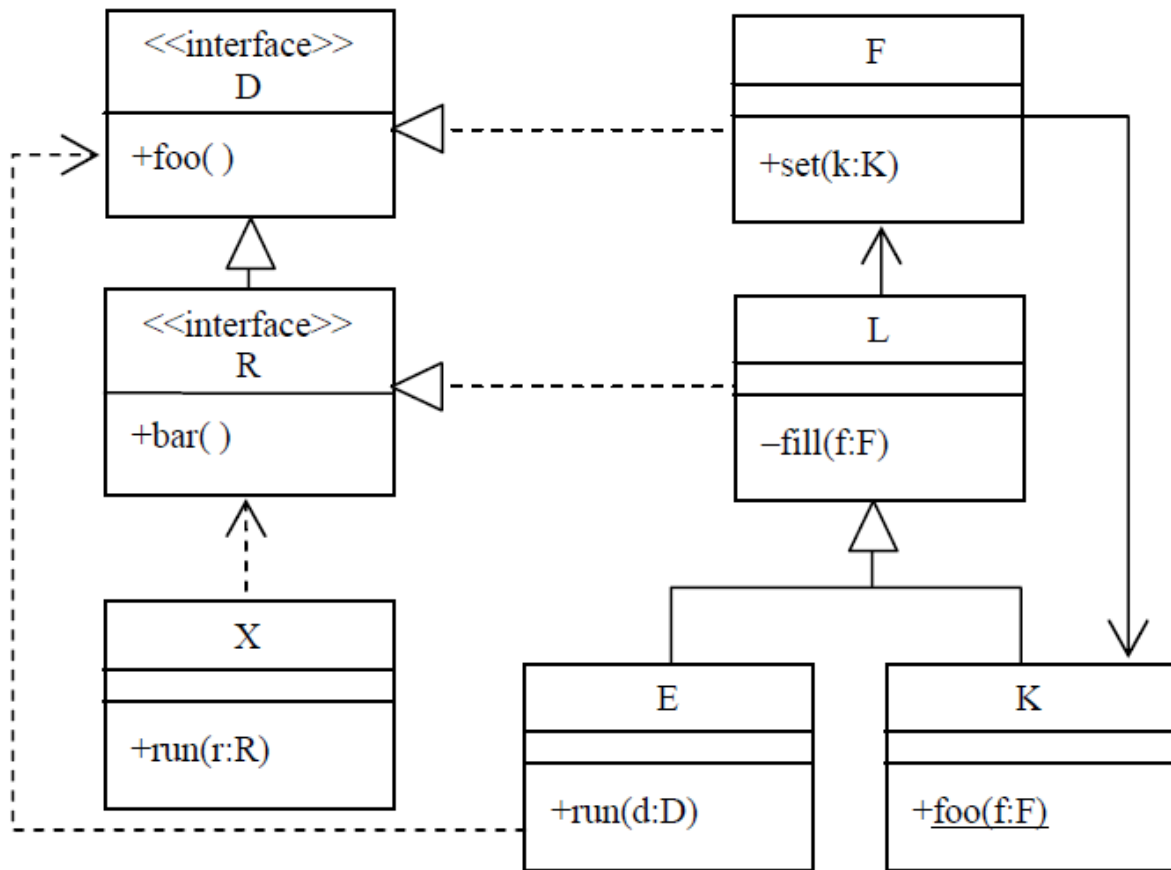 <<interface>>
D
+foo( )
F
+set(k:K)
<<interface>>
R
+bar( )
L
–fill(f:F)
X
+run(r:R)
E
+run(d:D)
K
+foo(f:F)